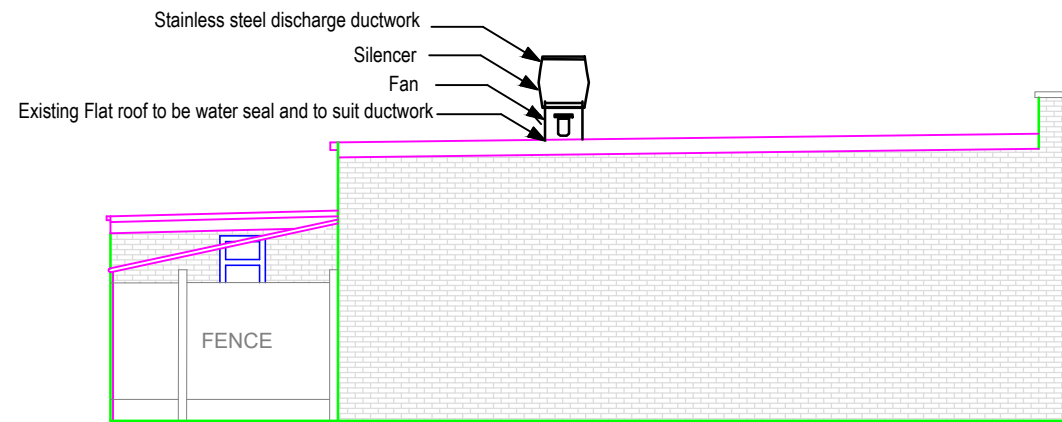 Stainless steel discharge ductwork
Silencer
Fan
Existing Flat roof to be water seal and to suit ductwork
FENCE